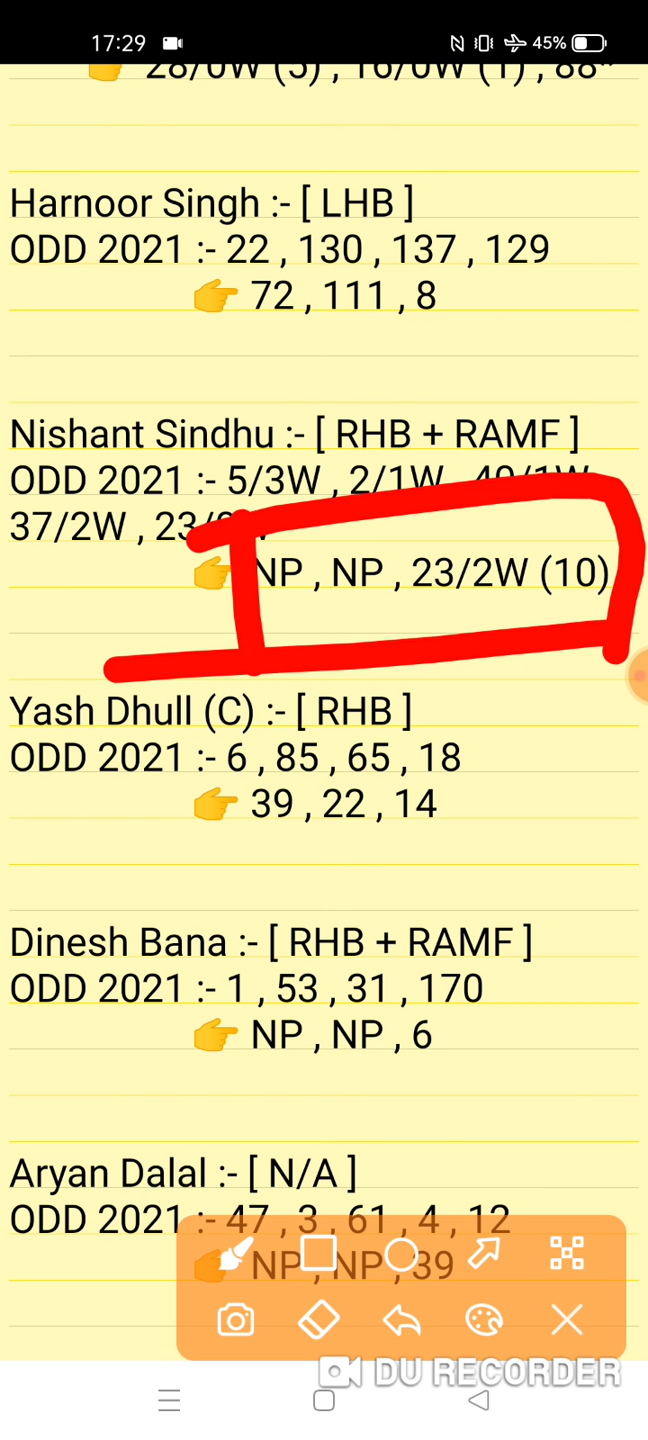 17:29 45%
Harnoor Singh :- [ LHB ]
ODD 2021 :- 22 , 130 , 137 , 129
👉 72 , 111 , 8
Nishant Sindhu :- [ RHB + RAMF ]
ODD 2021 :- 5/3W , 2/1W ,
37/2W ,
👉 NP , NP , 23/2W (10)
Yash Dhull (C) :- [ RHB ]
ODD 2021 :- 6 , 85 , 65 , 18
👉 39 , 22 , 14
Dinesh Bana :- [ RHB + RAMF ]
ODD 2021 :- 1 , 53 , 31 , 170
👉 NP , NP , 6
Aryan Dalal :- [ N/A ]
ODD 2021 :- 47 , 3 , 61 , 4 , 12
👉 NP , NP , 39
DU RECORDER